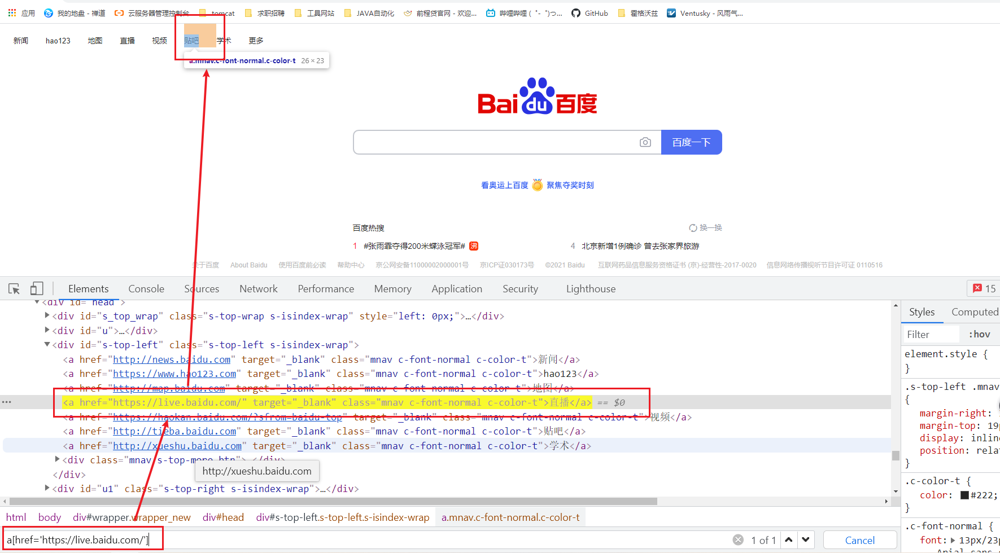 应用 我的地盘 - 禅道 云服务器管理控制台 tomcat 求职招聘 工具网站 JAVA自动化 前程贷官网 - 欢迎... 哔哩哔哩 ( ゜- ゜)つ... GitHub 霍格沃兹 Ventusky - 风雨气...
新闻 hao123 地图 直播 视频 贴吧 学术 更多
a.mnav.c-font-normal.c-color-t 26 × 23
Bai du 百度
百度一下
看奥运上百度 聚焦夺奖时刻
百度热搜 换一换
1 #张雨霏夺得200米蝶泳冠军# 沸 4 北京新增1例确诊 曾去张家界旅游
关于百度 About Baidu 使用百度前必读 帮助中心 京公网安备11000002000001号 京ICP证030173号 ©2021 Baidu 互联网药品信息服务资格证书 (京)-经营性-2017-0020 信息网络传播视听节目许可证 0110516
Elements Console Sources Network Performance Memory Application Security Lighthouse 15
<div id="head">
<div id="s_top_wrap" class="s-top-wrap s-isindex-wrap" style="left: 0px;">…</div>
<div id="u">…</div>
<div id="s-top-left" class="s-top-left s-isindex-wrap">
<a href="http://news.baidu.com" target="_blank" class="mnav c-font-normal c-color-t">新闻</a>
<a href="https://www.hao123.com" target="_blank" class="mnav c-font-normal c-color-t">hao123</a>
<a href="http://map.baidu.com" target="_blank" class="mnav c-font-normal c-color-t">地图</a>
<a href="https://live.baidu.com/" target="_blank" class="mnav c-font-normal c-color-t">直播</a> == $0
<a href="https://haokan.baidu.com/?sfrom=baidu-top" target="_blank" class="mnav c-font-normal c-color-t">视频</a>
<a href="http://tieba.baidu.com" target="_blank" class="mnav c-font-normal c-color-t">贴吧</a>
<a href="http://xueshu.baidu.com" target="_blank" class="mnav c-font-normal c-color-t">学术</a>
<div class="mnav s-top-more-btn">…</div>
http://xueshu.baidu.com
</div>
<div id="u1" class="s-top-right s-isindex-wrap">…</div>
html body div#wrapper.wrapper_new div#head div#s-top-left.s-top-left.s-isindex-wrap a.mnav.c-font-normal.c-color-t
a[href='https://live.baidu.com/'] 1 of 1 Cancel
Styles Computed
Filter :hov
element.style {
}
.s-top-left .mnav
{
margin-right:
margin-top: 19p
display: inlin
position: rela
}
.c-color-t {
color: #222;
}
.c-font-normal {
font: 13px/23p
Arial,sans-s